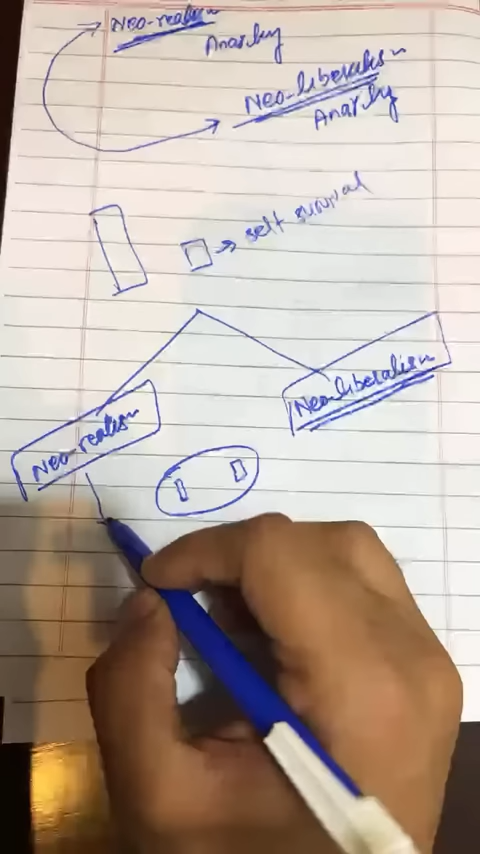 Neo-realism
Anarchy
Neo-liberalism
Anarchy
self survival
Neo-liberalism
Neo-realism